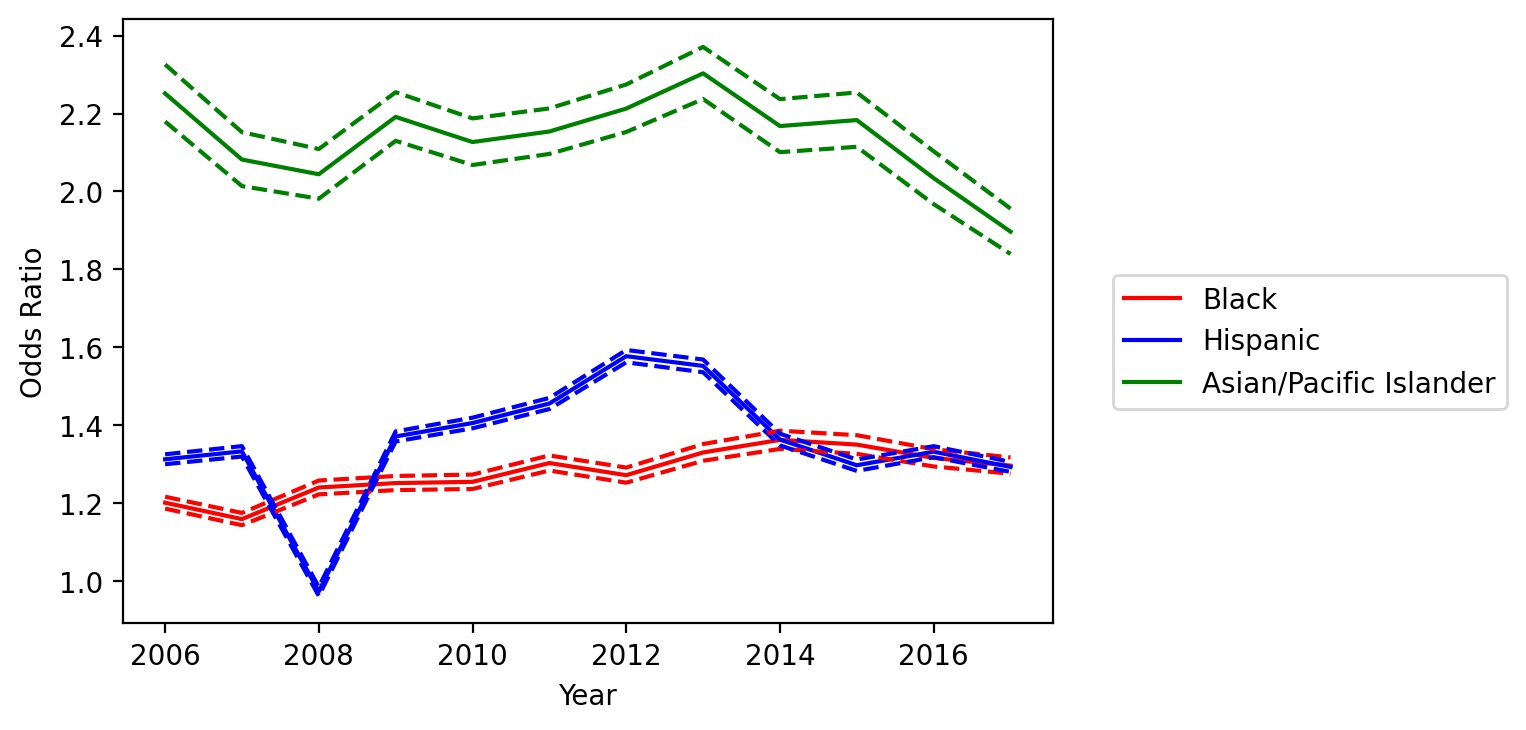 2.4
2.2
2.0
1.8
1.6
1.4
1.2
1.0
Odds Ratio
2006 2008 2010 2012 2014 2016
Year
Black
Hispanic
Asian/Pacific Islander